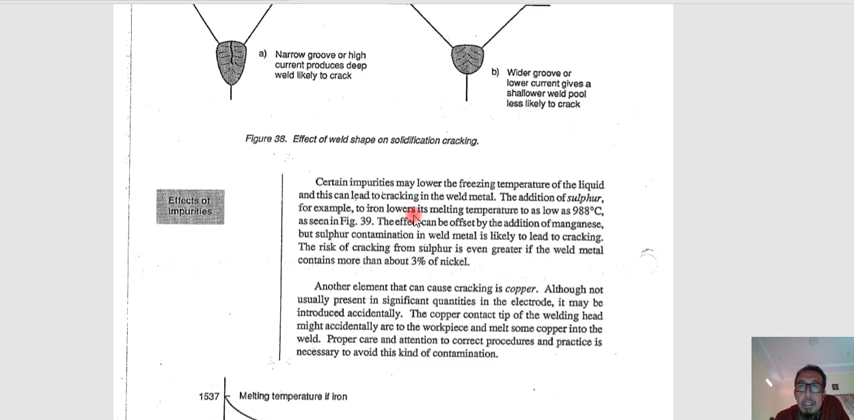 a) Narrow groove or high
current produces deep
weld likely to crack
b) Wider groove or
lower current gives a
shallower weld pool
less likely to crack
Figure 38. Effect of weld shape on solidification cracking.
Effects of
Impurities
Certain impurities may lower the freezing temperature of the liquid
and this can lead to cracking in the weld metal. The addition of sulphur,
for example, to iron lowers its melting temperature to as low as 988°C,
as seen in Fig. 39. The effect can be offset by the addition of manganese,
but sulphur contamination in weld metal is likely to lead to cracking.
The risk of cracking from sulphur is even greater if the weld metal
contains more than about 3% of nickel.
Another element that can cause cracking is copper. Although not
usually present in significant quantities in the electrode, it may be
introduced accidentally. The copper contact tip of the welding head
might accidentally arc to the workpiece and melt some copper into the
weld. Proper care and attention to correct procedures and practice is
necessary to avoid this kind of contamination.
1537 Melting temperature if iron